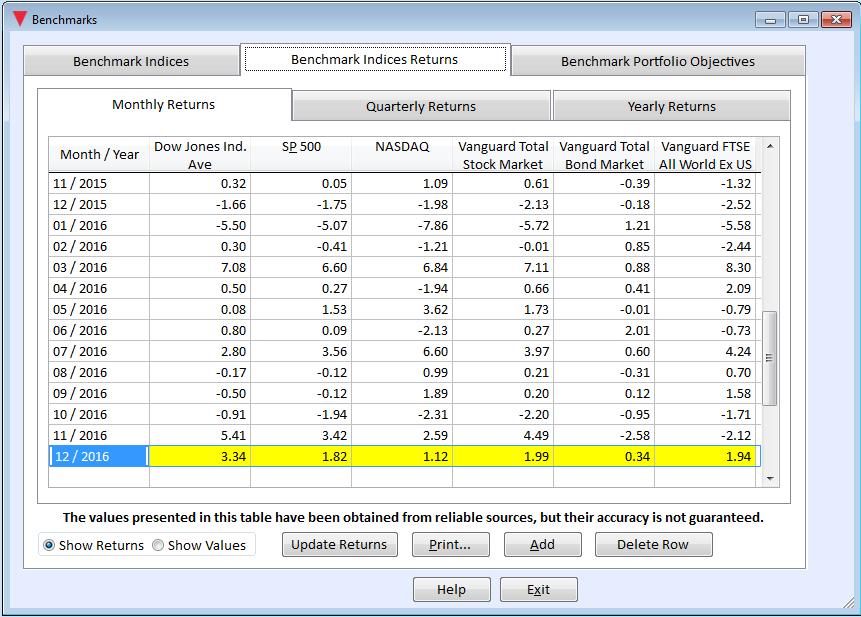 Benchmarks
Benchmark Indices Benchmark Indices Returns Benchmark Portfolio Objectives
Monthly Returns Quarterly Returns Yearly Returns
Month / Year Dow Jones Ind. Ave SP 500 NASDAQ Vanguard Total Stock Market Vanguard Total Bond Market Vanguard FTSE All World Ex US
11 / 2015 0.32 0.05 1.09 0.61 -0.39 -1.32
12 / 2015 -1.66 -1.75 -1.98 -2.13 -0.18 -2.52
01 / 2016 -5.50 -5.07 -7.86 -5.72 1.21 -5.58
02 / 2016 0.30 -0.41 -1.21 -0.01 0.85 -2.44
03 / 2016 7.08 6.60 6.84 7.11 0.88 8.30
04 / 2016 0.50 0.27 -1.94 0.66 0.41 2.09
05 / 2016 0.08 1.53 3.62 1.73 -0.01 -0.79
06 / 2016 0.80 0.09 -2.13 0.27 2.01 -0.73
07 / 2016 2.80 3.56 6.60 3.97 0.60 4.24
08 / 2016 -0.17 -0.12 0.99 0.21 -0.31 0.70
09 / 2016 -0.50 -0.12 1.89 0.20 0.12 1.58
10 / 2016 -0.91 -1.94 -2.31 -2.20 -0.95 -1.71
11 / 2016 5.41 3.42 2.59 4.49 -2.58 -2.12
12 / 2016 3.34 1.82 1.12 1.99 0.34 1.94
The values presented in this table have been obtained from reliable sources, but their accuracy is not guaranteed.
Show Returns Show Values Update Returns Print... Add Delete Row
Help Exit